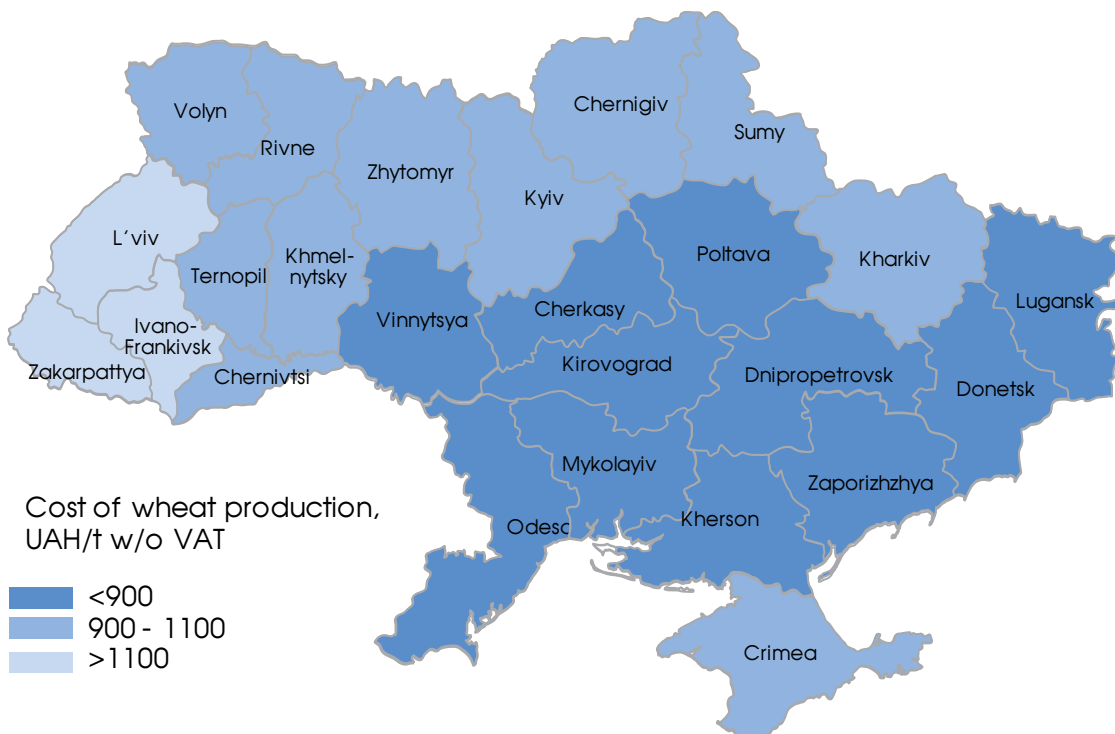 Chernigiv
Volyn
Sumy
Rivne
Zhytomyr
Kyiv
L´viv
Poltava
Khmel-
nytsky
Ternopil
Kharkiv
Lugansk
Cherkasy
Vinnytsya
Ivano-
Frankivsk
Kirovograd
Zakarpattya
Chernivtsi
Dnipropetrovsk
Donetsk
Mykolayiv
Zaporizhzhya
Kherson
Odesa
Cost of wheat production,
UAH/t w/o VAT
<900
900 - 1100
>1100
Crimea